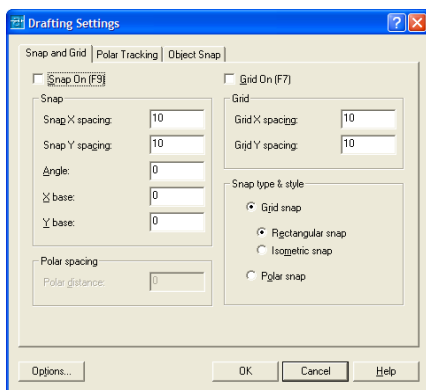 Drafting Settings
Snap and Grid Polar Tracking Object Snap
Snap On (F9)
Snap
Snap X spacing: 10
Snap Y spacing: 10
Angle: 0
X base: 0
Y base: 0
Polar spacing
Polar distance: 0
Grid On (F7)
Grid
Grid X spacing: 10
Grid Y spacing: 10
Snap type & style
Grid snap
Rectangular snap
Isometric snap
Polar snap
Options... OK Cancel Help